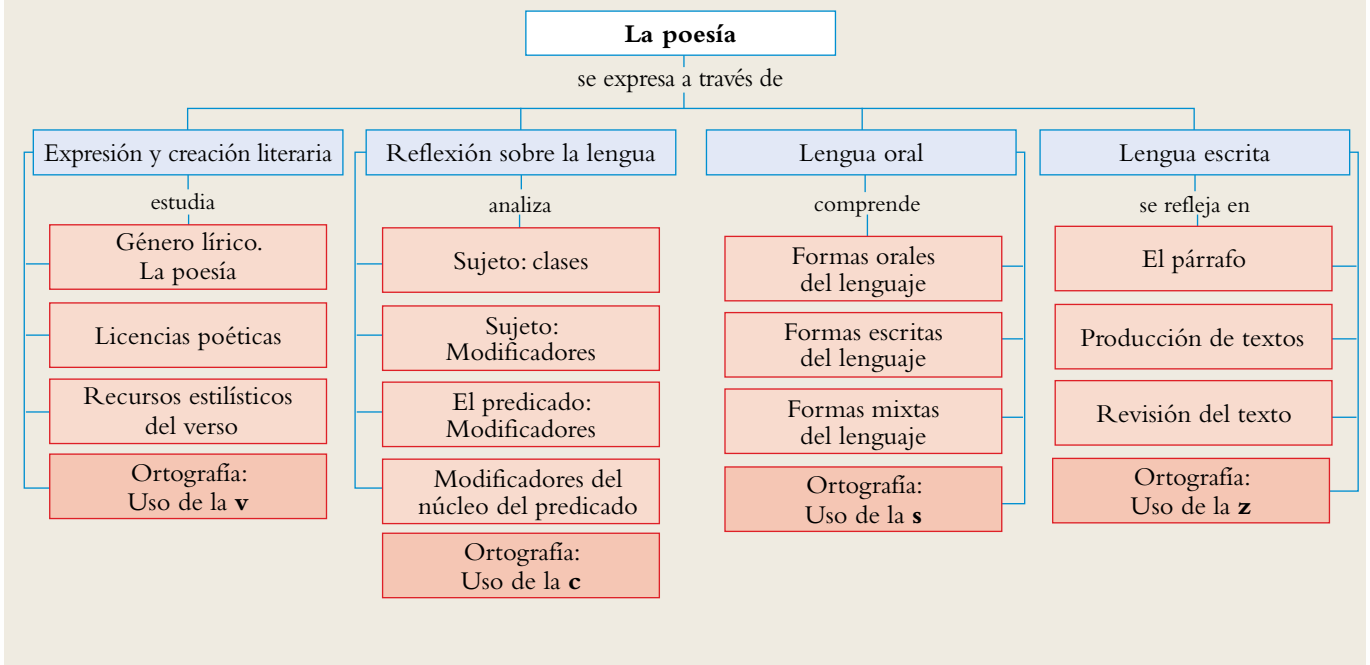 La poesía
se expresa a través de
Expresión y creación literaria
estudia
Género lírico.
La poesía
Licencias poéticas
Recursos estilísticos
del verso
Ortografía:
Uso de la v
Reflexión sobre la lengua
analiza
Sujeto: clases
Sujeto:
Modificadores
El predicado:
Modificadores
Modificadores del
núcleo del predicado
Ortografía:
Uso de la c
Lengua oral
comprende
Formas orales
del lenguaje
Formas escritas
del lenguaje
Formas mixtas
del lenguaje
Ortografía:
Uso de la s
Lengua escrita
se refleja en
El párrafo
Producción de textos
Revisión del texto
Ortografía:
Uso de la z